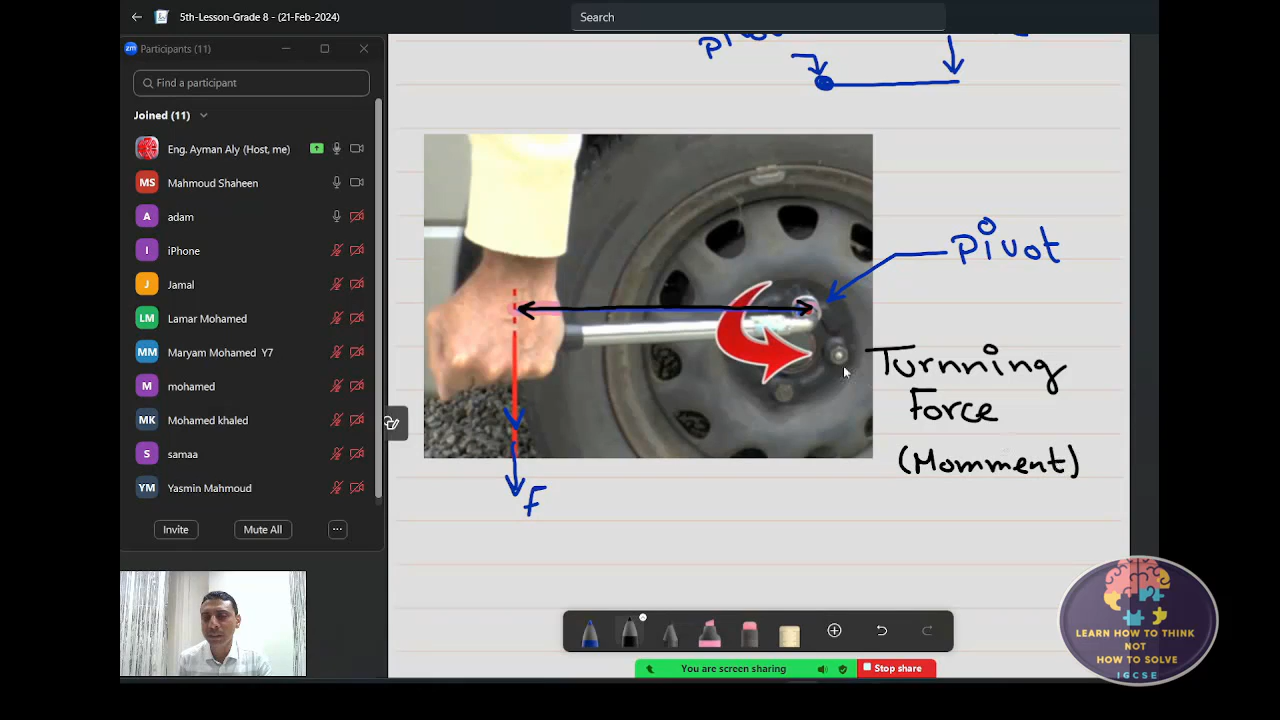 5th-Lesson-Grade 8 - (21-Feb-2024)
Search
zm Participants (11)
Find a participant
Joined (11)
Eng. Ayman Aly (Host, me)
MS Mahmoud Shaheen
A adam
I iPhone
J Jamal
LM Lamar Mohamed
MM Maryam Mohamed Y7
M mohamed
MK Mohamed khaled
S samaa
YM Yasmin Mahmoud
Invite Mute All ...
pivot
Turnning
Force
(Momment)
F
You are screen sharing Stop share
LEARN HOW TO THINK
NOT
HOW TO SOLVE
IGCSE